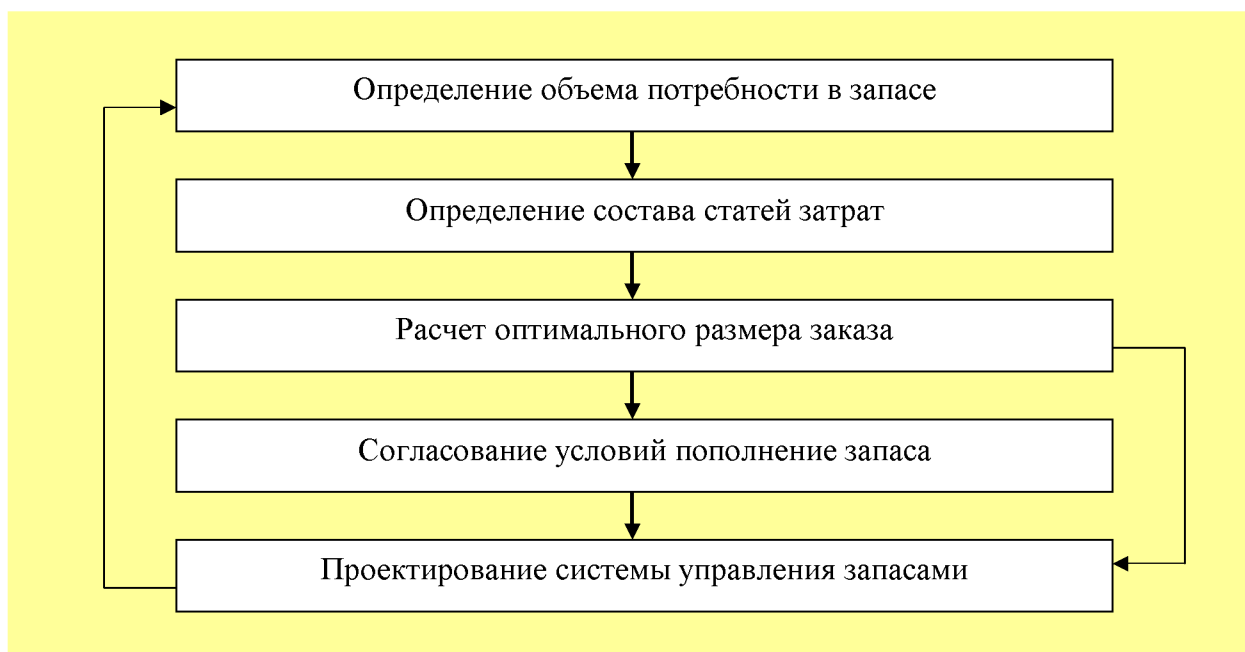 Определение объема потребности в запасе
Определение состава статей затрат
Расчет оптимального размера заказа
Согласование условий пополнение запаса
Проектирование системы управления запасами